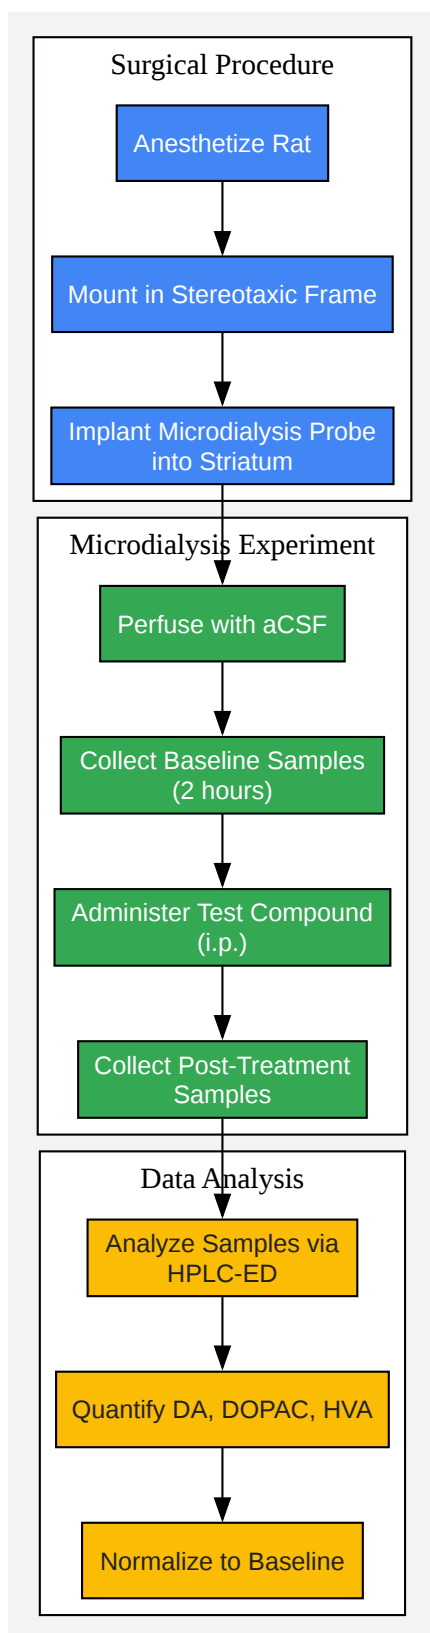 Surgical Procedure
Anesthetize Rat
Mount in Stereotaxic Frame
Implant Microdialysis Probe
into Striatum
Microdialysis Experiment
Perfuse with aCSF
Collect Baseline Samples
(2 hours)
Administer Test Compound
(i.p.)
Collect Post-Treatment
Samples
Data Analysis
Analyze Samples via
HPLC-ED
Quantify DA, DOPAC, HVA
Normalize to Baseline